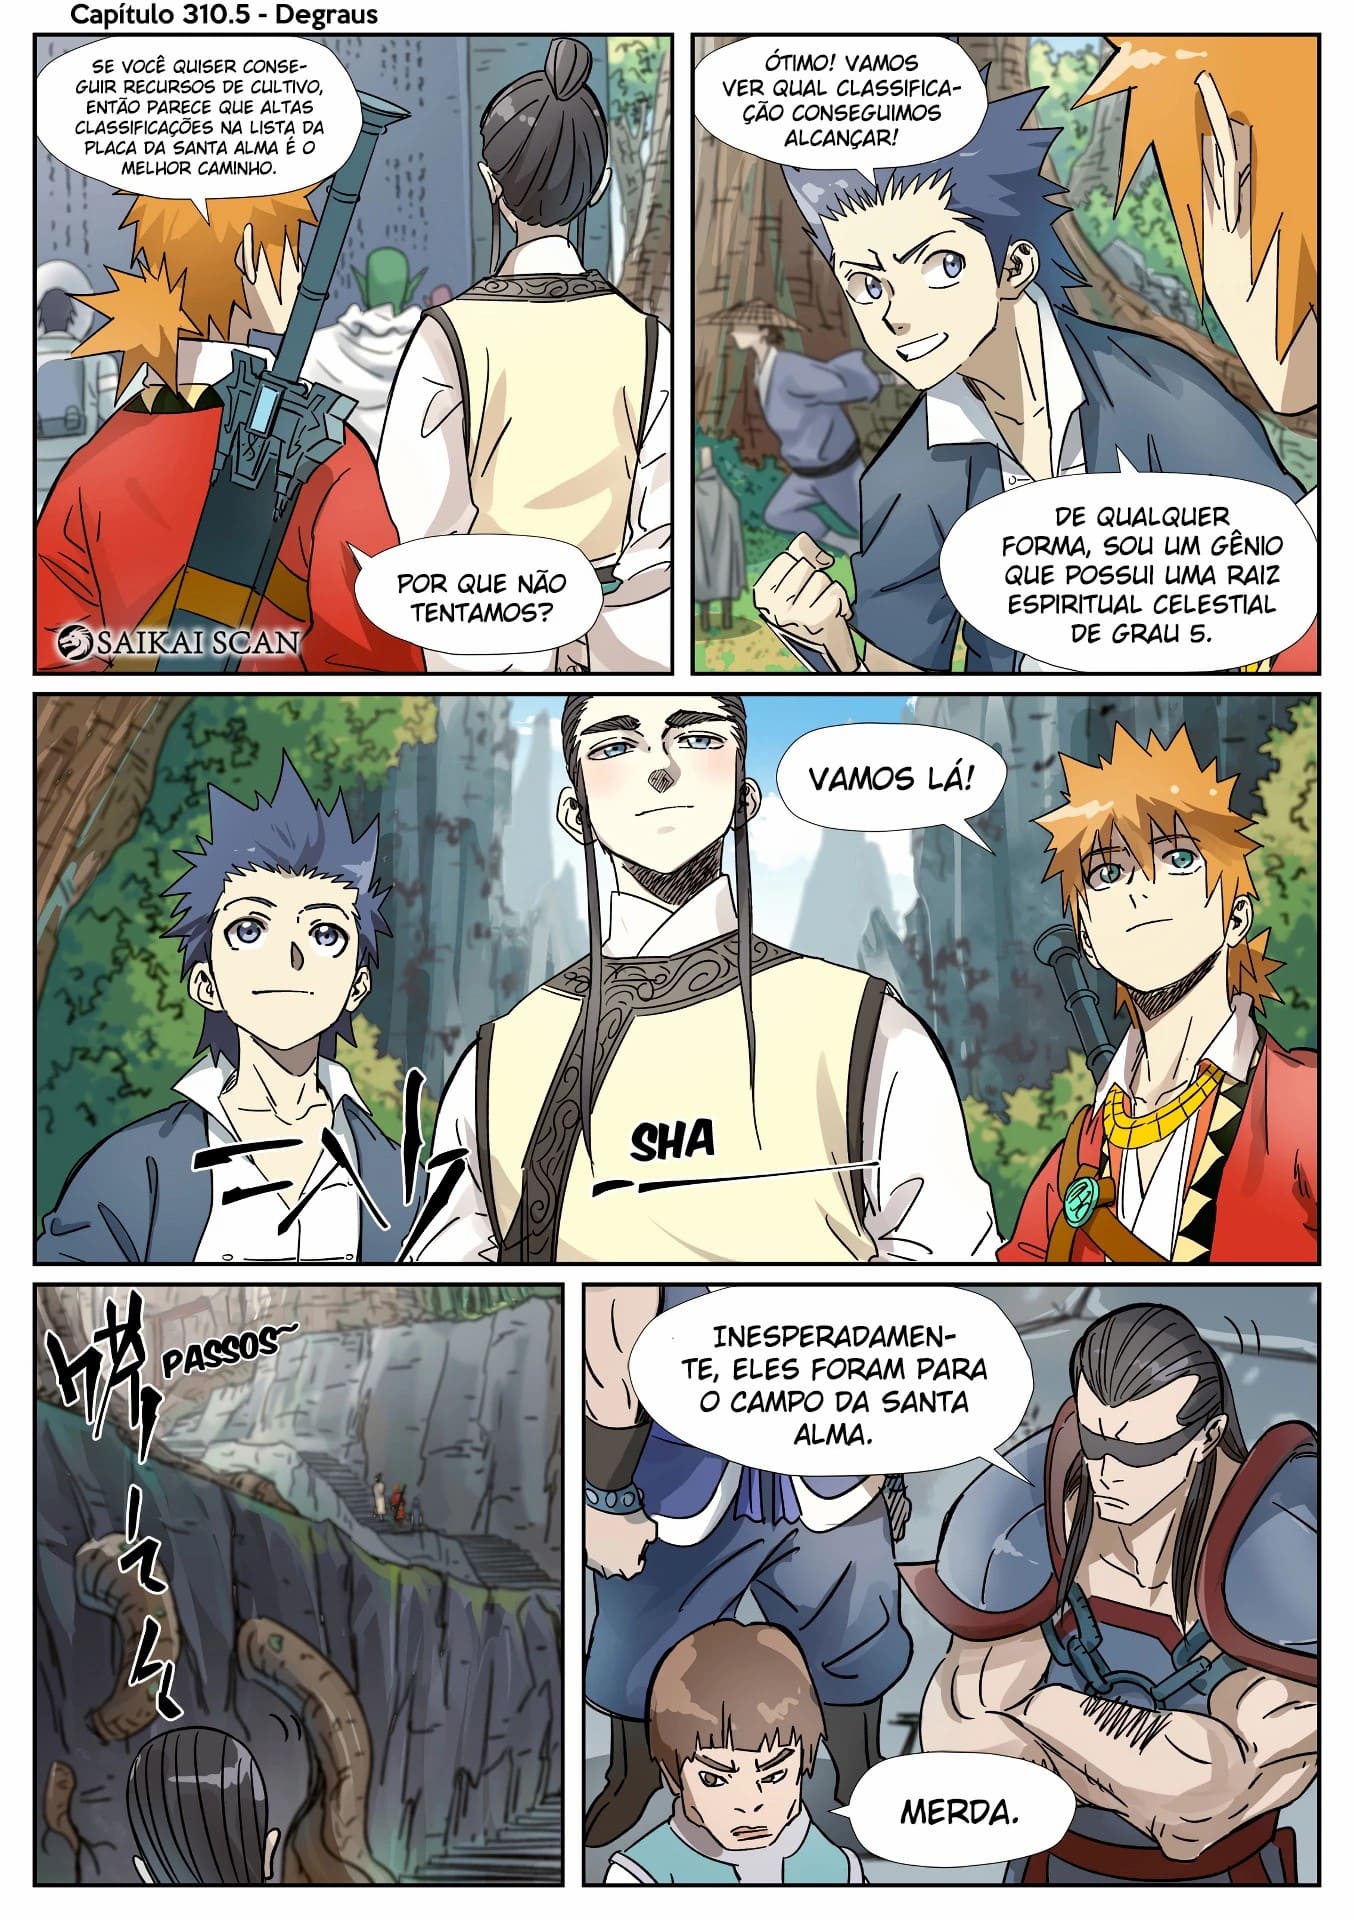 Capítulo 310.5 - Degraus
SE VOCÊ QUISER CONSE-
GUIR RECURSOS DE CULTIVO,
ENTÃO PARECE QUE ALTAS
CLASSIFICAÇÕES NA LISTA DA
PLACA DA SANTA ALMA É O
MELHOR CAMINHO.
POR QUE NÃO
TENTAMOS?
SAIKAI SCAN
ÓTIMO! VAMOS
VER QUAL CLASSIFICA-
ÇÃO CONSEGUIMOS
ALCANÇAR!
DE QUALQUER
FORMA, SOU UM GÊNIO
QUE POSSUI UMA RAIZ
ESPIRITUAL CELESTIAL
DE GRAU 5.
VAMOS LÁ!
SHA
PASSOS~
INESPERADAMEN-
TE, ELES FORAM PARA
O CAMPO DA SANTA
ALMA.
MERDA.